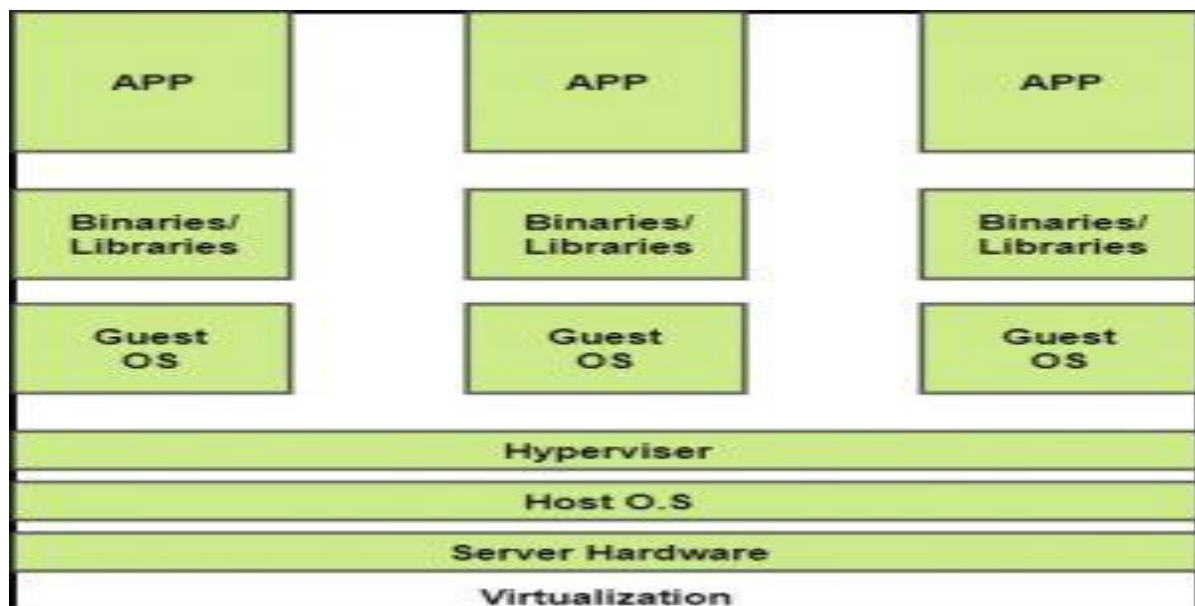 APP APP APP
Binaries/ Binaries/ Binaries/
Libraries Libraries Libraries
Guest Guest Guest
OS OS OS
Hyperviser
Host O.S
Server Hardware
Virtualization